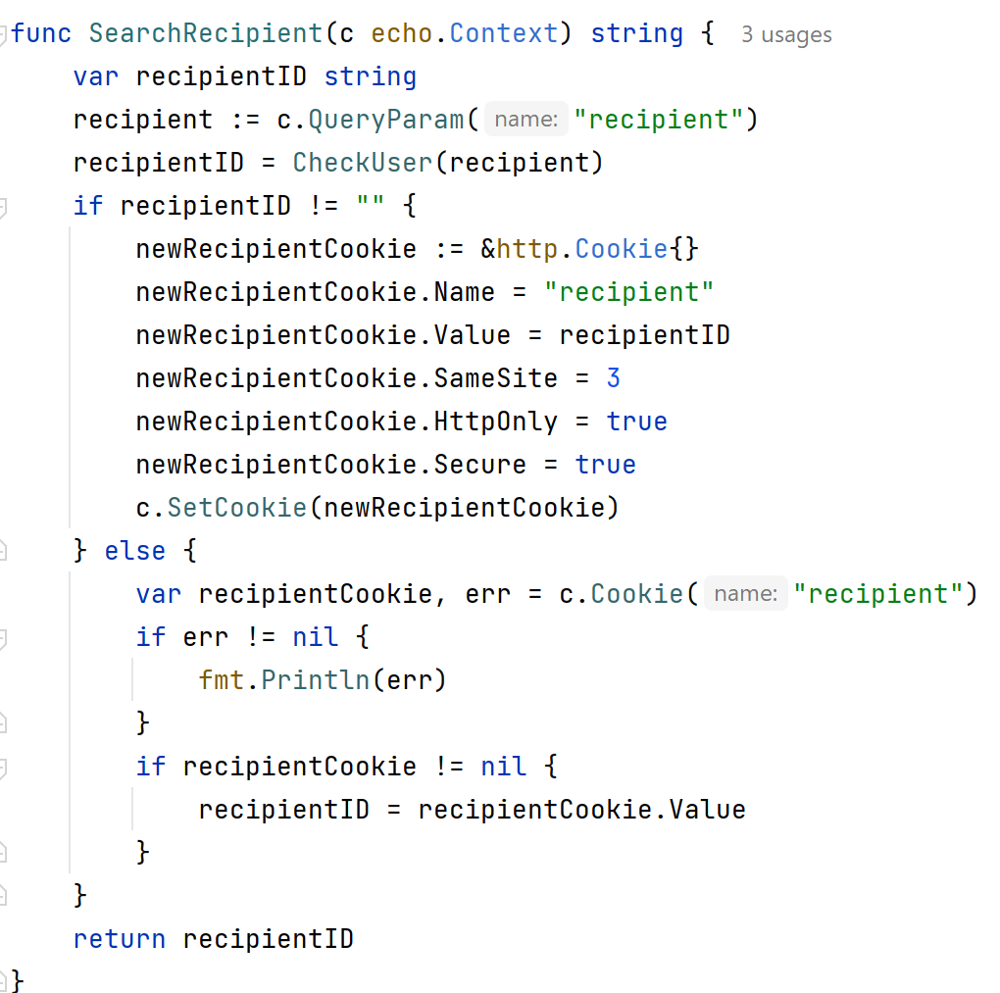 func SearchRecipient(c echo.Context) string {  3 usages
    var recipientID string
    recipient := c.QueryParam( name: "recipient")
    recipientID = CheckUser(recipient)
    if recipientID != "" {
        newRecipientCookie := &http.Cookie{}
        newRecipientCookie.Name = "recipient"
        newRecipientCookie.Value = recipientID
        newRecipientCookie.SameSite = 3
        newRecipientCookie.HttpOnly = true
        newRecipientCookie.Secure = true
        c.SetCookie(newRecipientCookie)
    } else {
        var recipientCookie, err = c.Cookie( name: "recipient")
        if err != nil {
            fmt.Println(err)
        }
        if recipientCookie != nil {
            recipientID = recipientCookie.Value
        }
    }
    return recipientID
}